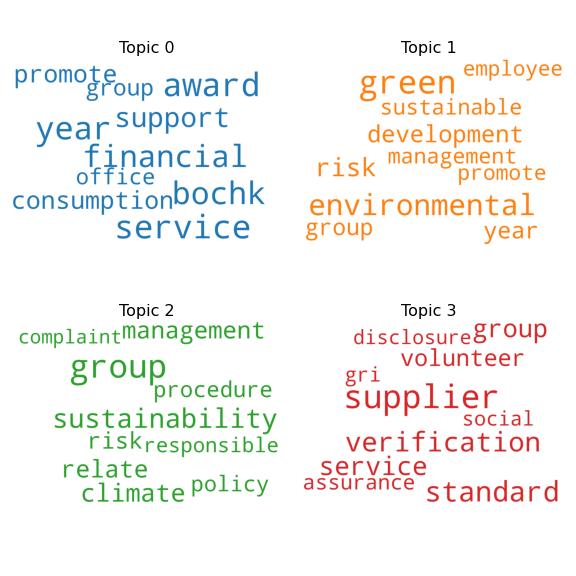 Topic 0
promote
group
award
year
support
financial
office
consumption
bochk
service
Topic 1
employee
green
sustainable
development
management
risk
promote
environmental
group
year
Topic 2
complaint
management
group
procedure
sustainability
risk
responsible
relate
climate
policy
Topic 3
disclosure
group
volunteer
gri
supplier
social
verification
service
assurance
standard